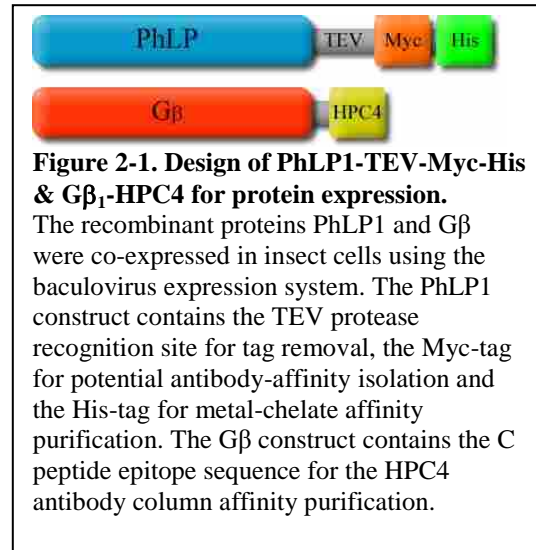 PhLP TEV Myc His
Gβ HPC4
Figure 2-1. Design of PhLP1-TEV-Myc-His
& Gβ₁-HPC4 for protein expression.
The recombinant proteins PhLP1 and Gβ
were co-expressed in insect cells using the
baculovirus expression system. The PhLP1
construct contains the TEV protease
recognition site for tag removal, the Myc-tag
for potential antibody-affinity isolation and
the His-tag for metal-chelate affinity
purification. The Gβ construct contains the C
peptide epitope sequence for the HPC4
antibody column affinity purification.